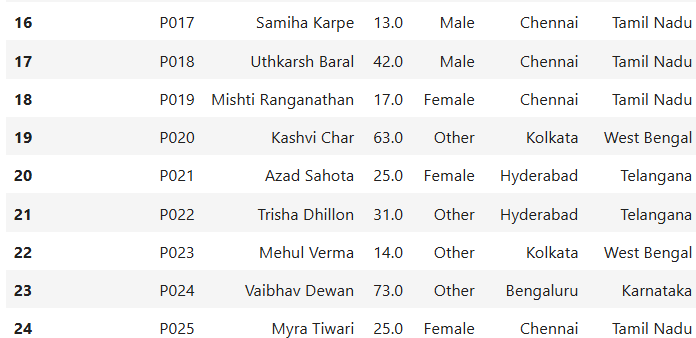 16 P017 Samiha Karpe 13.0 Male Chennai Tamil Nadu
17 P018 Uthkarsh Baral 42.0 Male Chennai Tamil Nadu
18 P019 Mishti Ranganathan 17.0 Female Chennai Tamil Nadu
19 P020 Kashvi Char 63.0 Other Kolkata West Bengal
20 P021 Azad Sahota 25.0 Female Hyderabad Telangana
21 P022 Trisha Dhillon 31.0 Other Hyderabad Telangana
22 P023 Mehul Verma 14.0 Other Kolkata West Bengal
23 P024 Vaibhav Dewan 73.0 Other Bengaluru Karnataka
24 P025 Myra Tiwari 25.0 Female Chennai Tamil Nadu